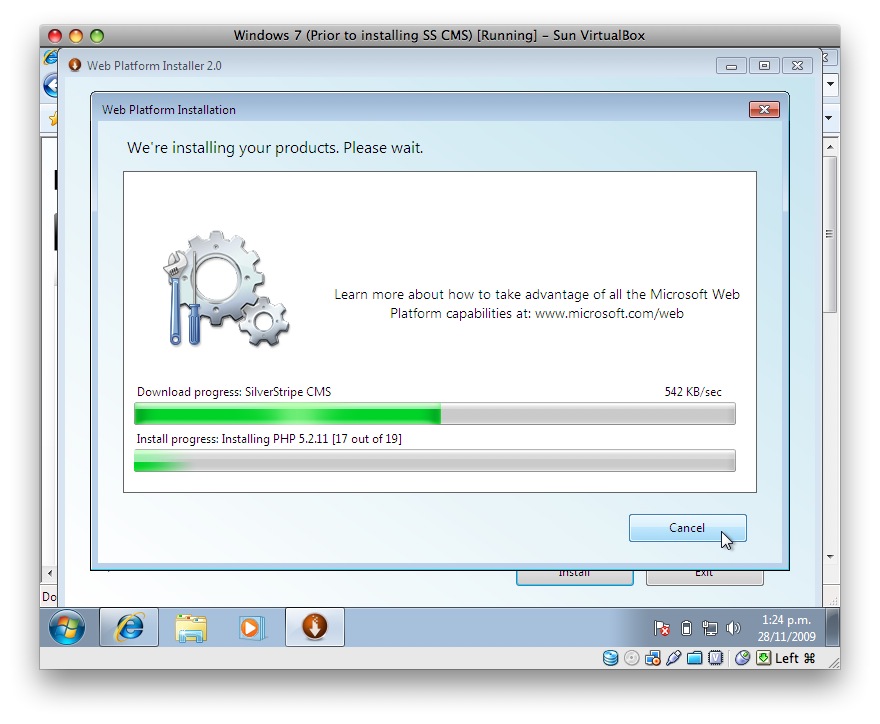 Windows 7 (Prior to installing SS CMS) [Running] – Sun VirtualBox
Web Platform Installer 2.0
Web Platform Installation
We're installing your products. Please wait.
Learn more about how to take advantage of all the Microsoft Web
Platform capabilities at: www.microsoft.com/web
Download progress: SilverStripe CMS 542 KB/sec
Install progress: Installing PHP 5.2.11 [17 out of 19]
Cancel
Install Exit
Do
1:24 p.m.
28/11/2009
Left ⌘